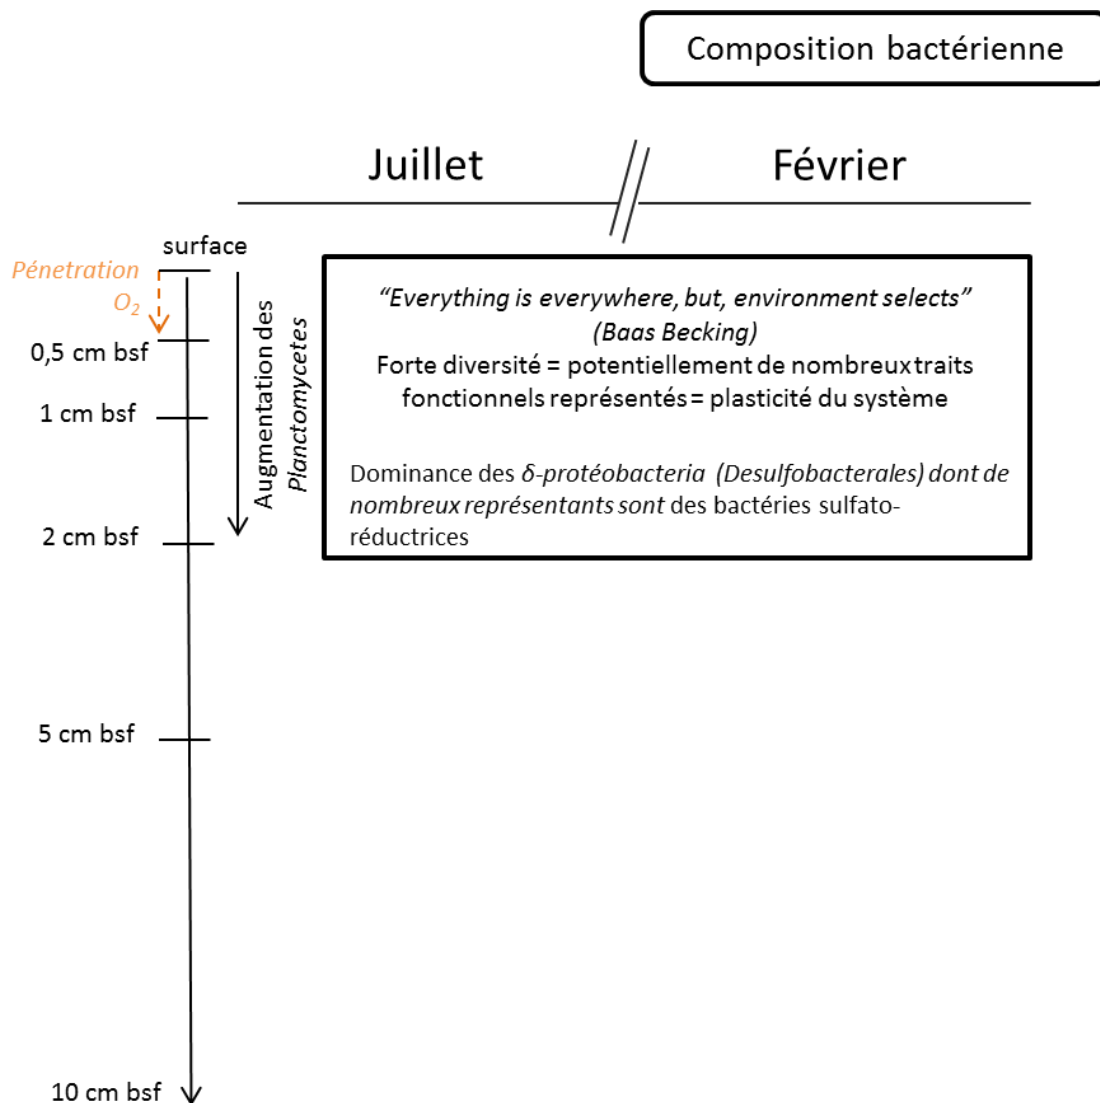 Composition bactérienne
Juillet
Février
surface
Pénetration
O2
0,5 cm bsf
1 cm bsf
2 cm bsf
5 cm bsf
10 cm bsf
Augmentation des
Planctomycetes
“Everything is everywhere, but, environment selects”
(Baas Becking)
Forte diversité = potentiellement de nombreux traits
fonctionnels représentés = plasticité du système
Dominance des δ-protéobacteria (Desulfobacterales) dont de
nombreux représentants sont des bactéries sulfato-
réductrices